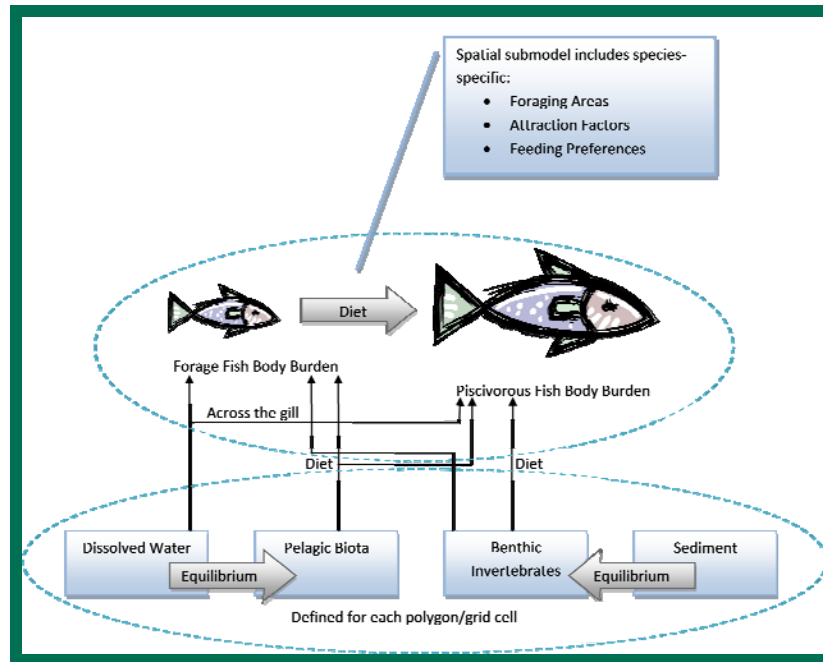 Spatial submodel includes species-
specific:
• Foraging Areas
• Attraction Factors
• Feeding Preferences
Diet
Forage Fish Body Burden
Piscivorous Fish Body Burden
Across the gill
Diet
Diet
Dissolved Water
Pelagic Biota
Benthic
Invertebrates
Sediment
Equilibrium
Equilibrium
Defined for each polygon/grid cell